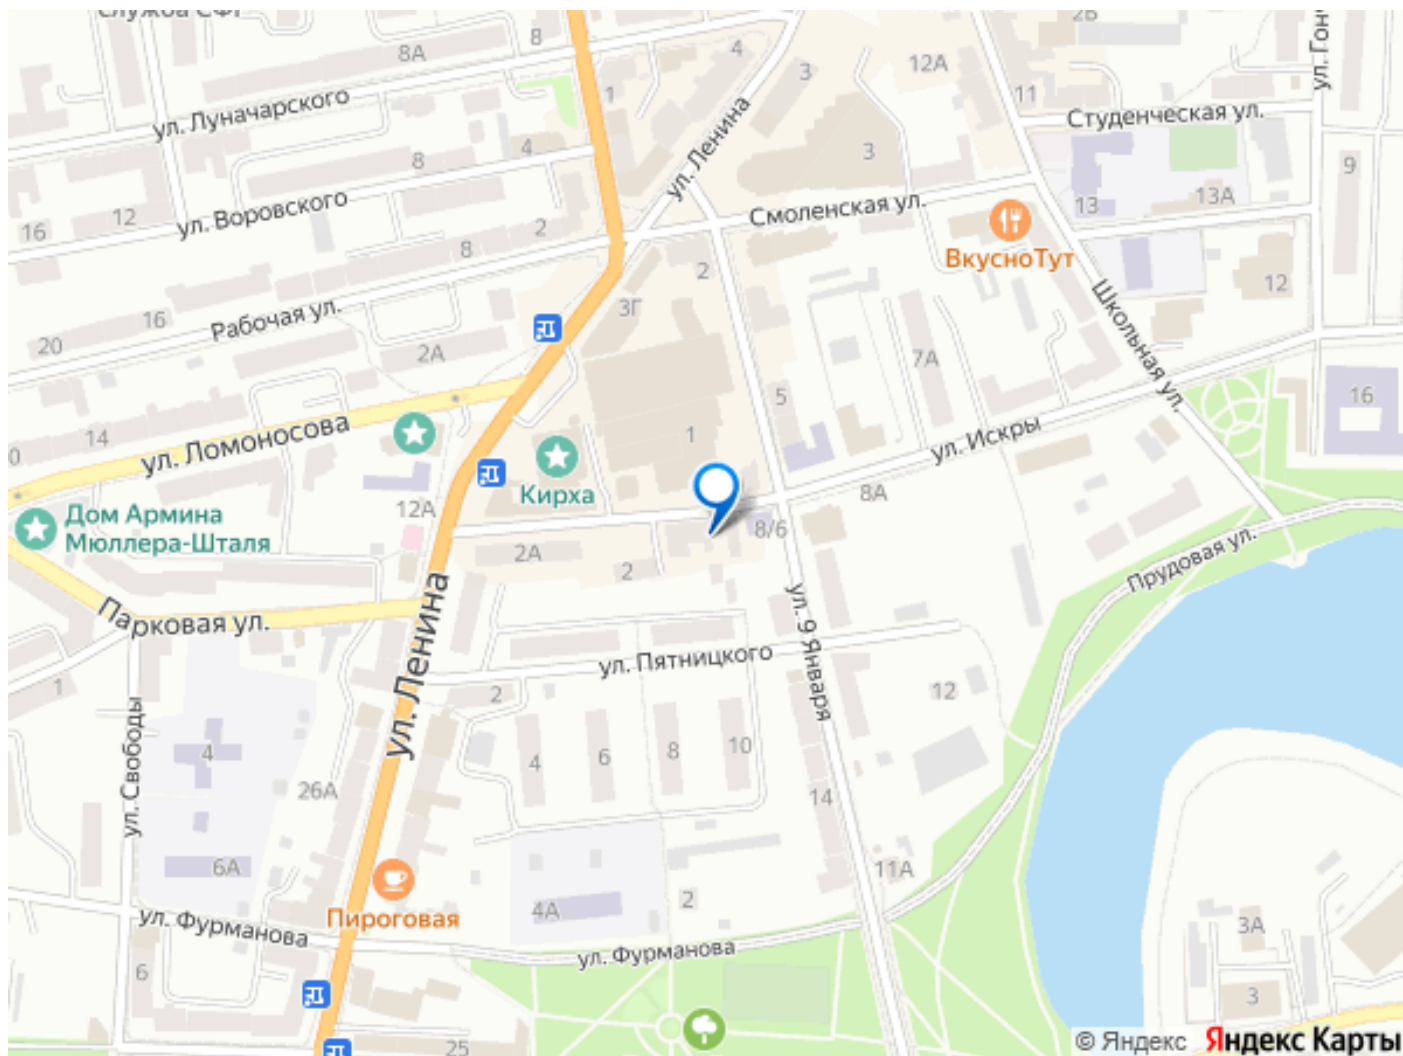 Служба СФГ
8А
8
4
3
12А
2В
11
ул. Гон
ул. Луначарского
1
ул. Ленина
Студенческая ул.
8
4
3
9
16
12
ул. Воровского
Смоленская ул.
13
13А
8
2
2
ВкусноТут
12
20
16
Рабочая ул.
2А
3Г
7А
Школьная ул.
5
16
0
14
ул. Ломоносова
1
ул. Искры
Кирха
8А
12А
Дом Армина
Мюллера-Шталя
2А
2
8/6
Прудовая ул.
Парковая ул.
ул. Ленина
ул. 9 Января
ул. Пятницкого
1
2
12
ул. Свободы
4
26А
4
6
8
10
14
6А
11А
Пироговая
4А
2
ул. Фурманова
ул. Фурманова
3А
6
3
25
© Яндекс
Яндекс Карты